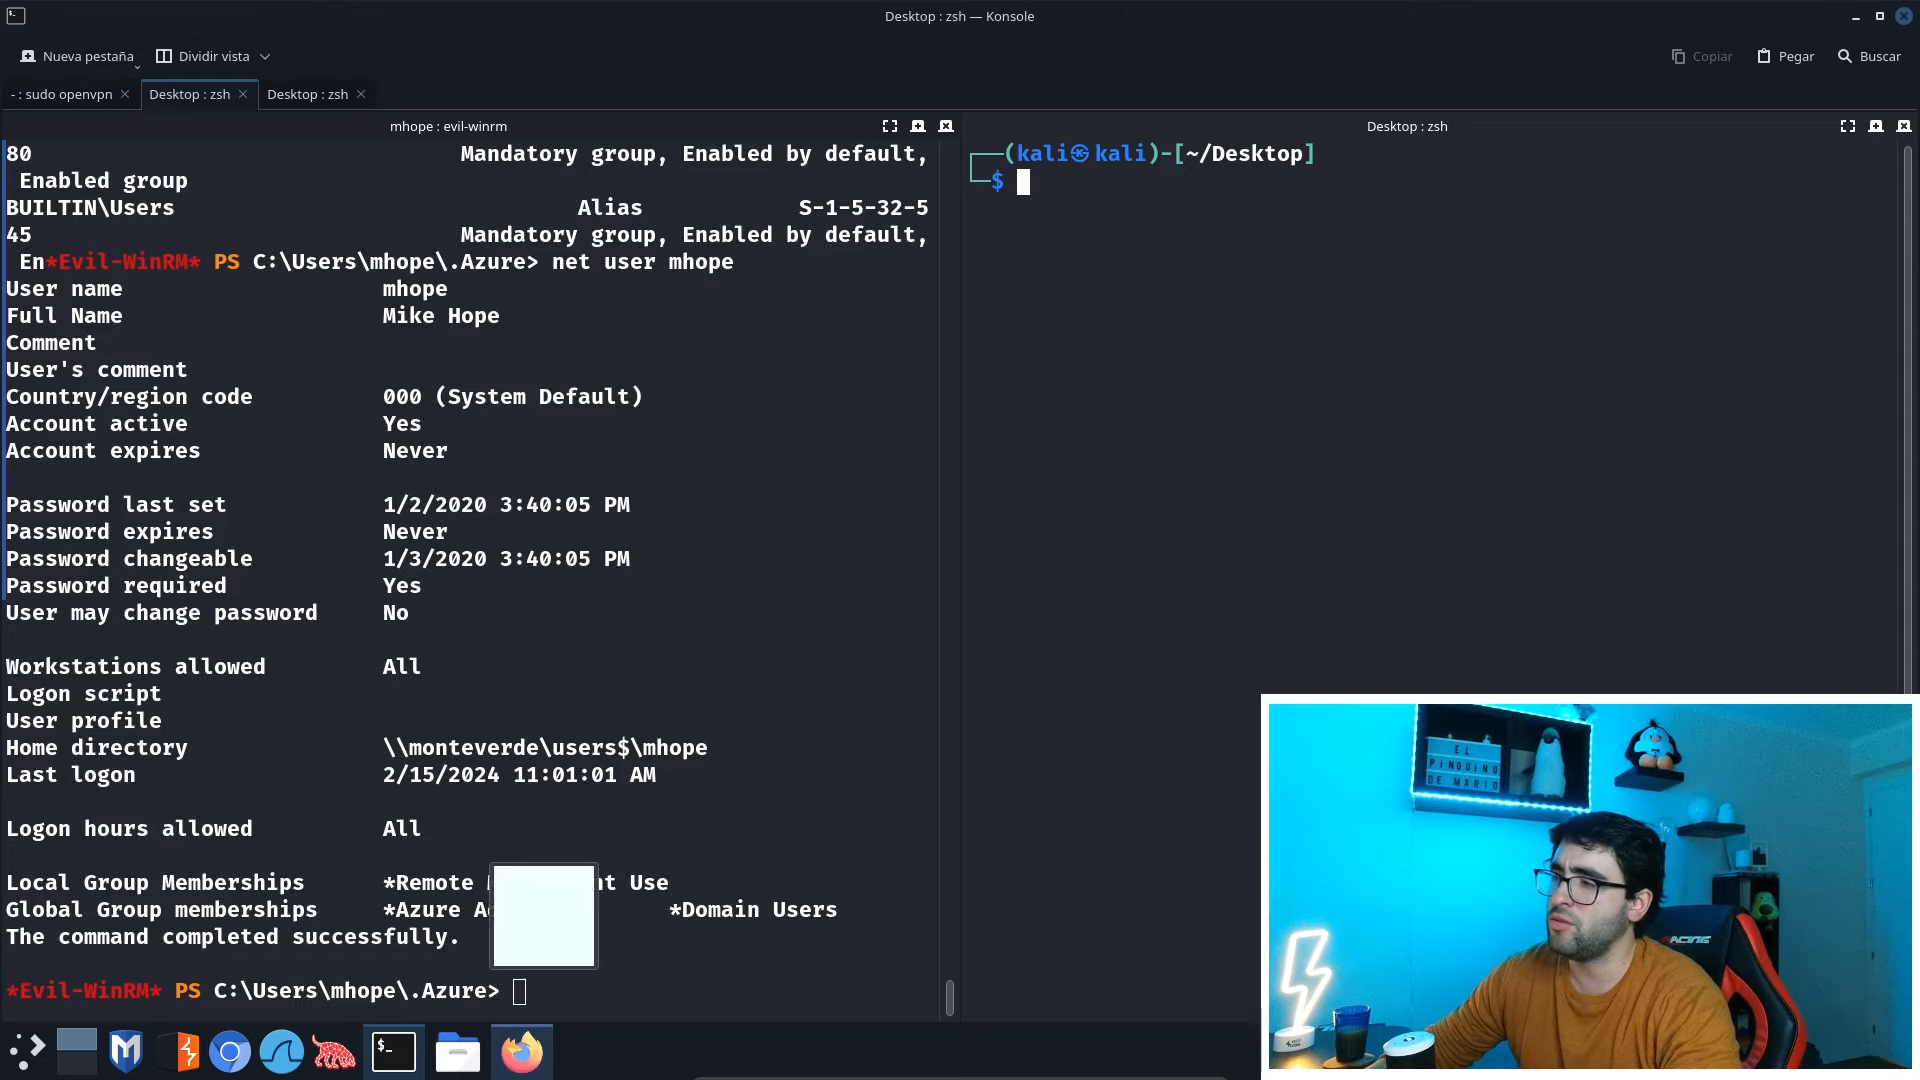 Desktop : zsh — Konsole
Nueva pestaña
Dividir vista
Copiar
Pegar
Buscar
- : sudo openvpn
Desktop : zsh
Desktop : zsh
mhope : evil-winrm
80 Mandatory group, Enabled by default,
Enabled group
BUILTIN\Users Alias S-1-5-32-5
45 Mandatory group, Enabled by default,
En*Evil-WinRM* PS C:\Users\mhope\.Azure> net user mhope
User name mhope
Full Name Mike Hope
Comment
User's comment
Country/region code 000 (System Default)
Account active Yes
Account expires Never
Password last set 1/2/2020 3:40:05 PM
Password expires Never
Password changeable 1/3/2020 3:40:05 PM
Password required Yes
User may change password No
Workstations allowed All
Logon script
User profile
Home directory \\monteverde\users$\mhope
Last logon 2/15/2024 11:01:01 AM
Logon hours allowed All
Local Group Memberships *Remote Use
Global Group memberships *Azure *Domain Users
The command completed successfully.
*Evil-WinRM* PS C:\Users\mhope\.Azure>
Desktop : zsh
(kali㉿kali)-[~/Desktop]
$
EL
PINGUINO
DE MARIO
RACING